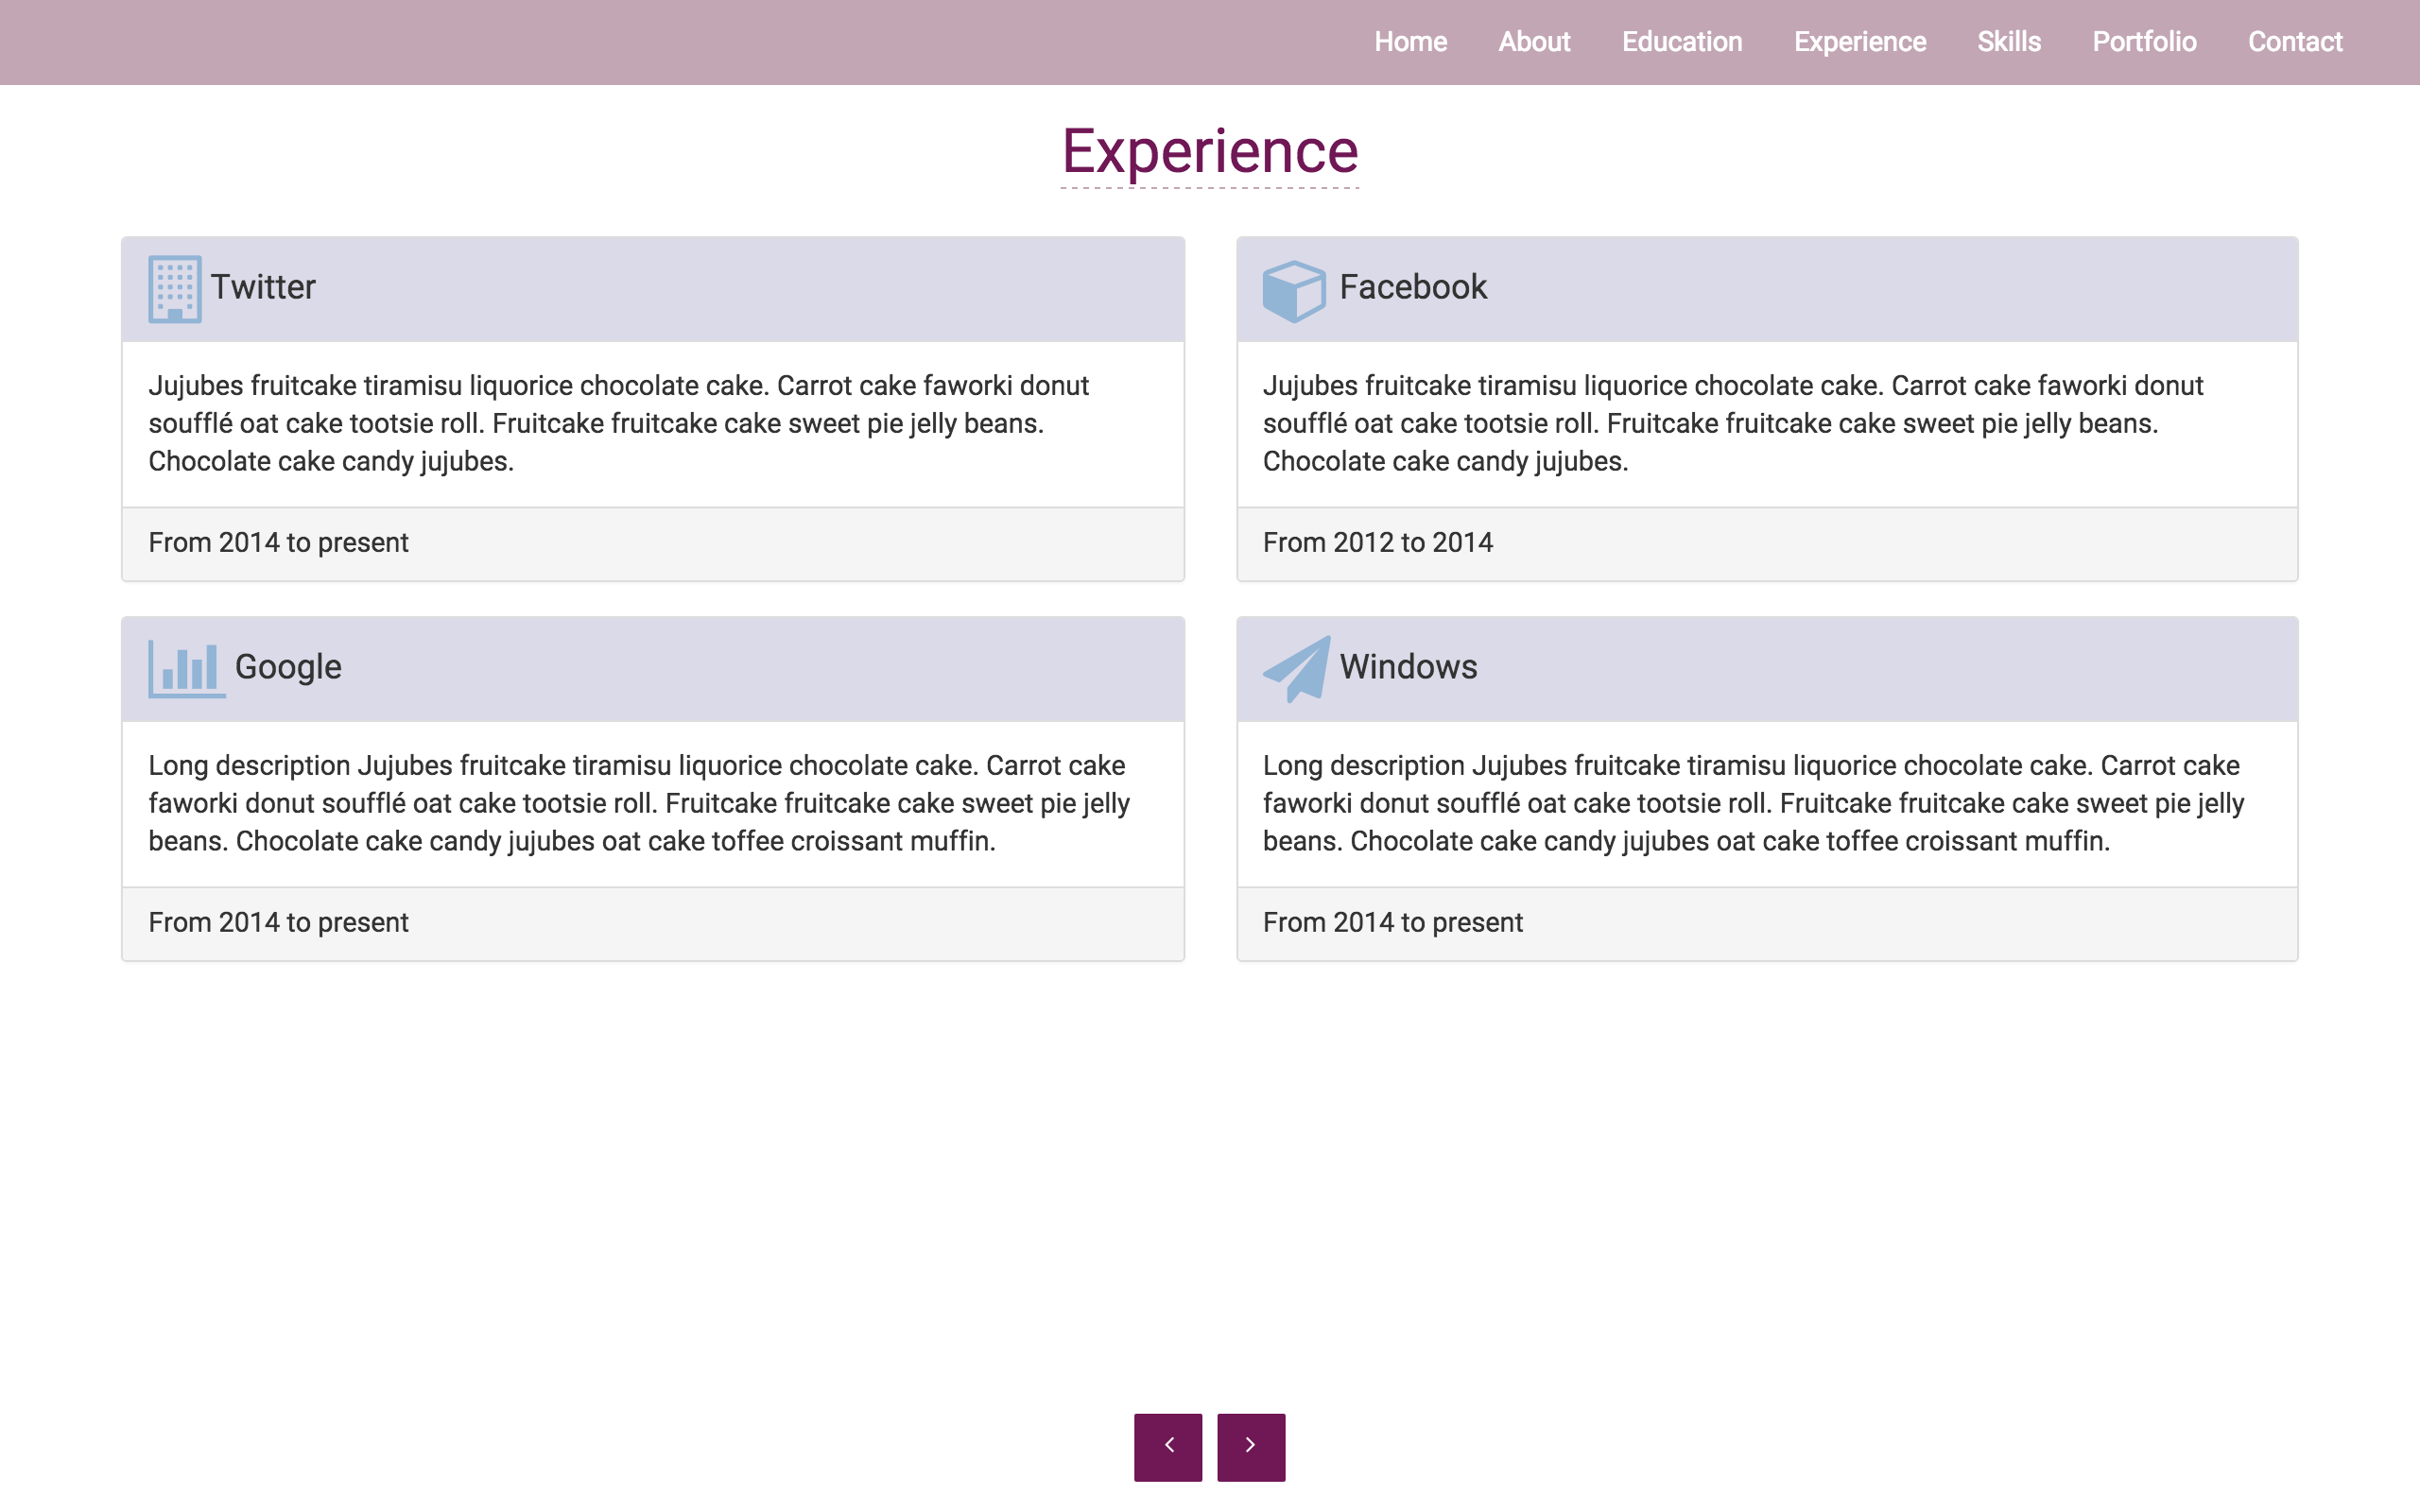 Home About Education Experience Skills Portfolio Contact
Experience
Twitter
Jujubes fruitcake tiramisu liquorice chocolate cake. Carrot cake faworki donut
soufflé oat cake tootsie roll. Fruitcake fruitcake cake sweet pie jelly beans.
Chocolate cake candy jujubes.
From 2014 to present
Facebook
Jujubes fruitcake tiramisu liquorice chocolate cake. Carrot cake faworki donut
soufflé oat cake tootsie roll. Fruitcake fruitcake cake sweet pie jelly beans.
Chocolate cake candy jujubes.
From 2012 to 2014
Google
Long description Jujubes fruitcake tiramisu liquorice chocolate cake. Carrot cake
faworki donut soufflé oat cake tootsie roll. Fruitcake fruitcake cake sweet pie jelly
beans. Chocolate cake candy jujubes oat cake toffee croissant muffin.
From 2014 to present
Windows
Long description Jujubes fruitcake tiramisu liquorice chocolate cake. Carrot cake
faworki donut soufflé oat cake tootsie roll. Fruitcake fruitcake cake sweet pie jelly
beans. Chocolate cake candy jujubes oat cake toffee croissant muffin.
From 2014 to present